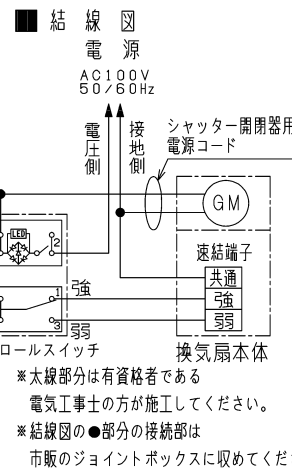 結線図
電源
AC100V
50/60Hz
電圧側
接地側
シャッター開閉器用
電源コード
GM
LED
2
速結端子
共通
強
弱
1
強
3
弱
ロールスイッチ
換気扇本体
※太線部分は有資格者である
電気工事士の方が施工してください。
※結線図の●部分の接続部は
市販のジョイントボックスに収めてくだ